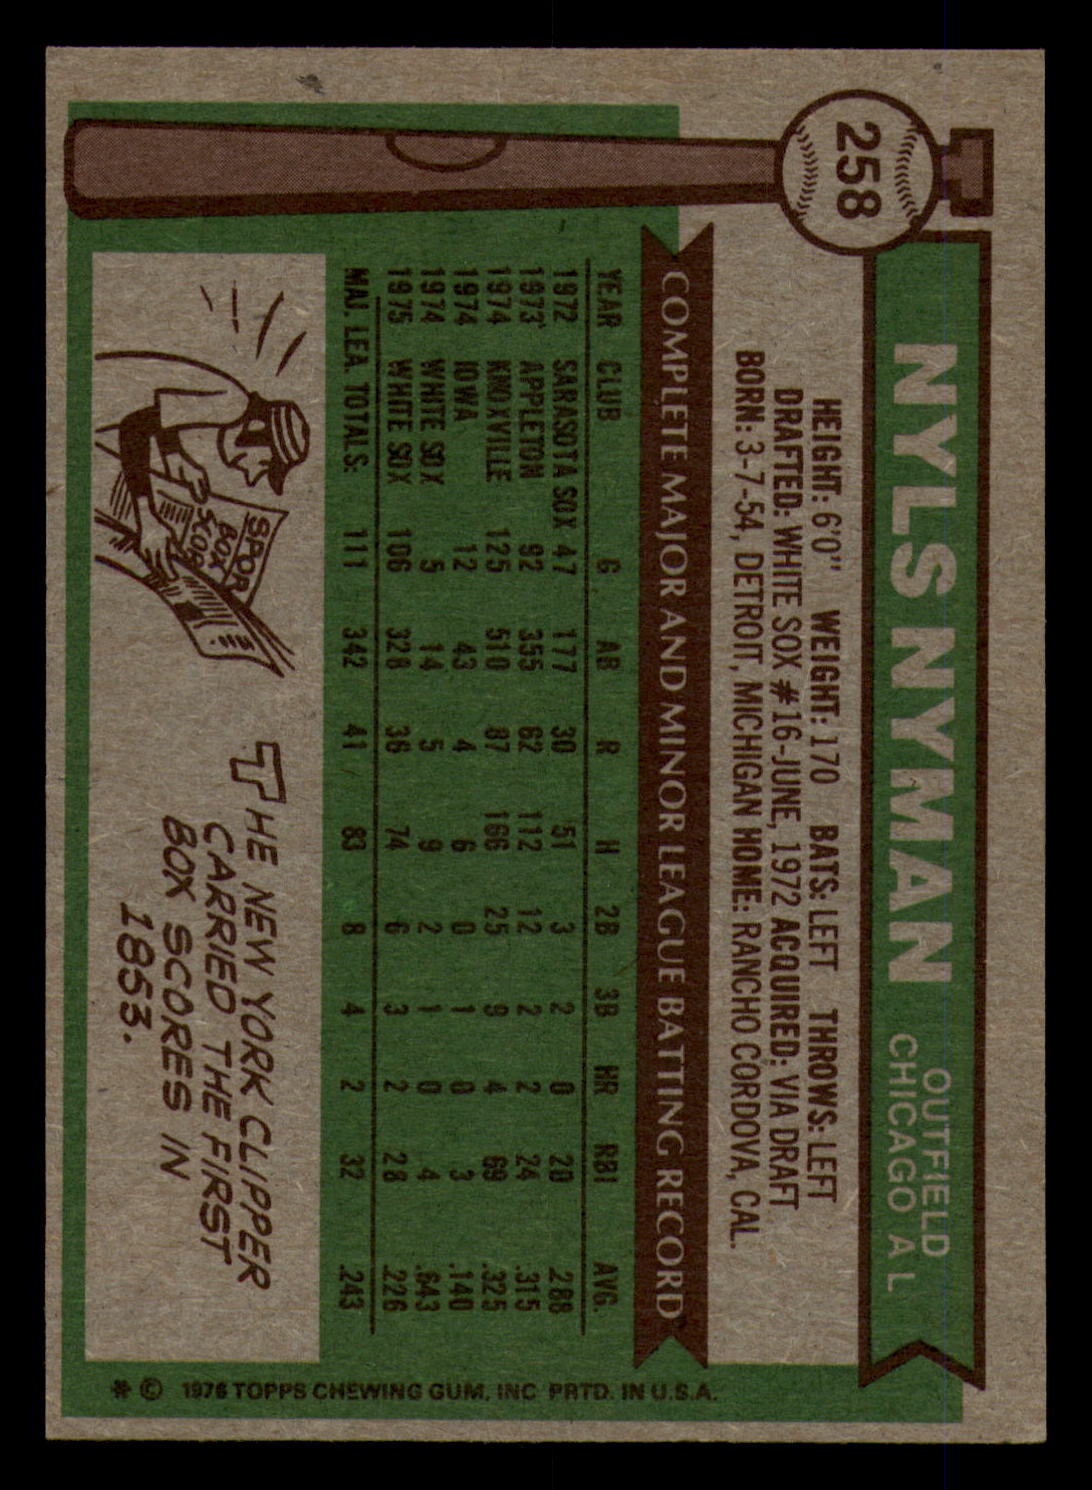 258
NYLS NYMAN
OUTFIELD
CHICAGO A L
HEIGHT: 6'0" WEIGHT: 170 BATS: LEFT THROWS: LEFT
DRAFTED: WHITE SOX #16-JUNE, 1972 ACQUIRED: VIA DRAFT
BORN: 3-7-54, DETROIT, MICHIGAN HOME: RANCHO CORDOVA, CAL.
COMPLETE MAJOR AND MINOR LEAGUE BATTING RECORD
YEAR CLUB G AB R H 2B 3B HR RBI AVG.
1972 SARASOTA SOX 47 177 30 51 3 2 0 20 .288
1973 APPLETON 92 355 62 112 12 2 2 24 .315
1974 KNOXVILLE 125 510 87 166 25 9 4 69 .325
1974 IOWA 12 43 4 6 0 1 0 3 .140
1974 WHITE SOX 5 14 5 9 2 1 0 4 .643
1975 WHITE SOX 106 328 36 74 6 3 2 28 .226
MAJ. LEA. TOTALS: 111 342 41 83 8 4 2 32 .243
SPOR
BOX
SCOR
THE NEW YORK CLIPPER
CARRIED THE FIRST
BOX SCORES IN
1853.
* © 1976 TOPPS CHEWING GUM, INC PRTD. IN U.S.A.